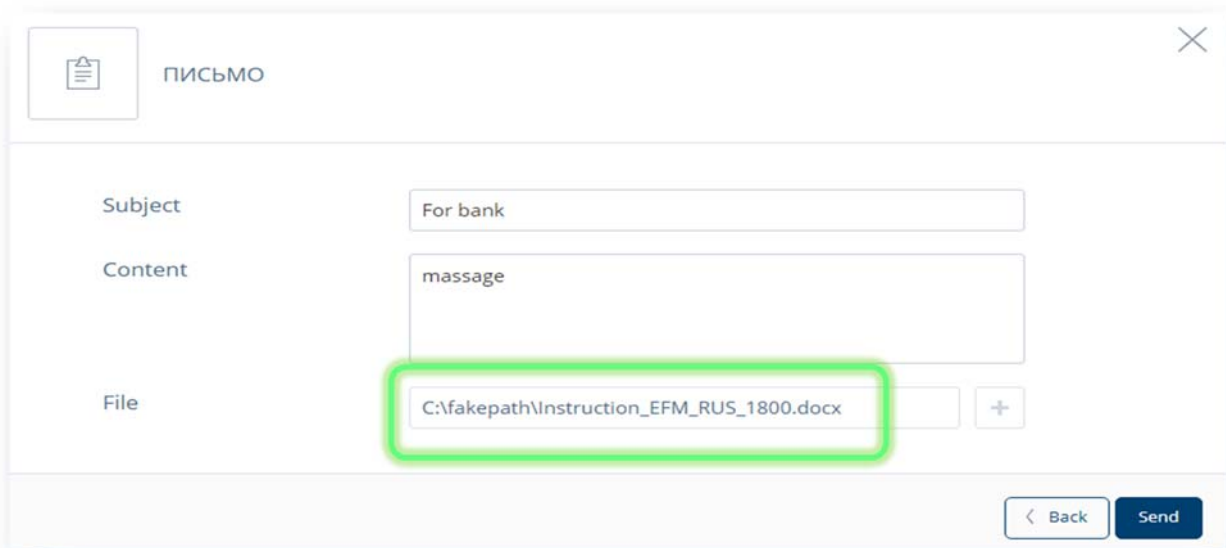 ПИСЬМО
Subject
For bank
Content
massage
File
C:\fakepath\Instruction_EFM_RUS_1800.docx
Back
Send